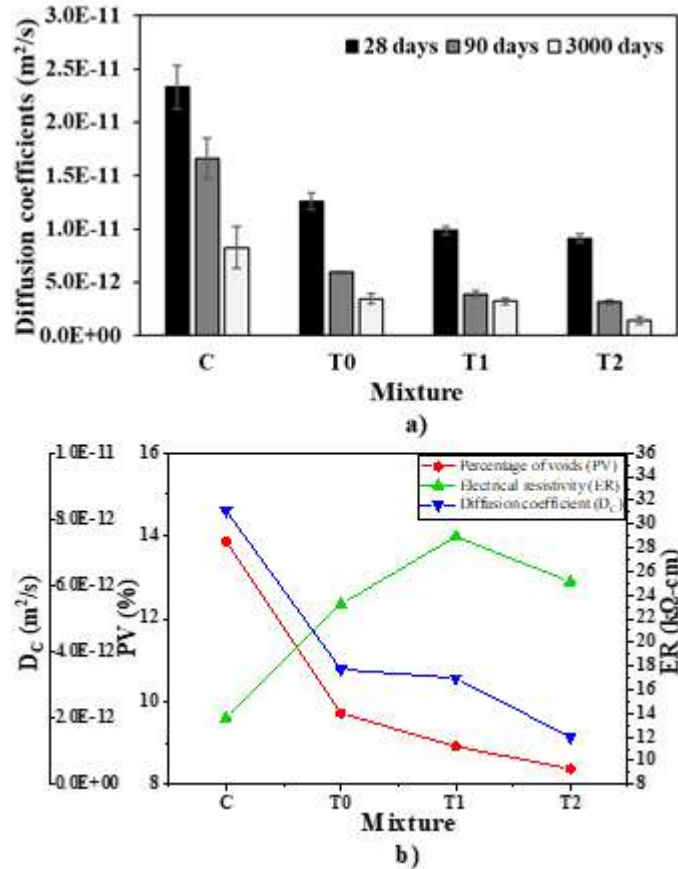 3.0E-11
28 days 90 days 3000 days
2.5E-11
2.0E-11
1.5E-11
1.0E-11
5.0E-12
0.0E+00
Diffusion coefficients (m²/s)
C T0 T1 T2
Mixture
a)
1.0E-11 16 36
Percentage of voids (PV)
34
Electrical resistivity (ER)
32
Diffusion coefficient (D_C)
30
8.0E-12 14 28
26
6.0E-12 24
12 22
20
4.0E-12 18
10 16
2.0E-12 14
12
10
0.0E+00 8 8
D_C (m²/s)
PV (%)
ER (kΩ-cm)
C T0 T1 T2
Mixture
b)